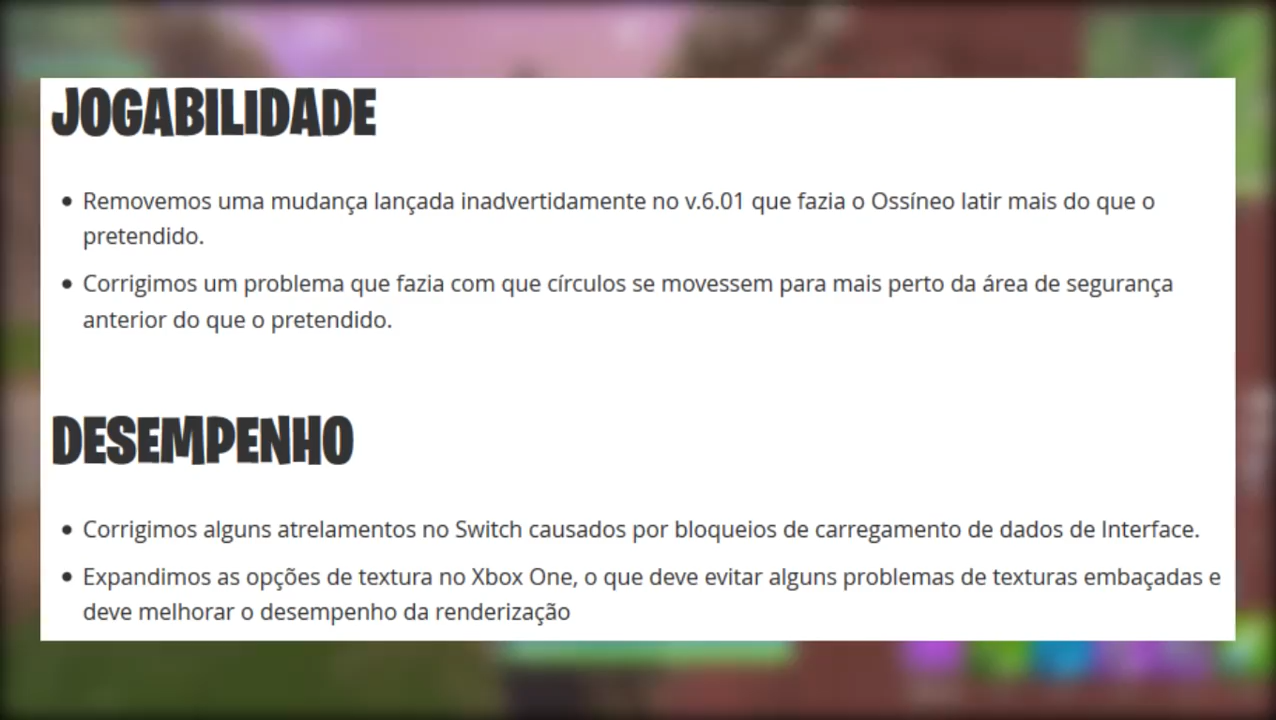 JOGABILIDADE
• Removemos uma mudança lançada inadvertidamente no v.6.01 que fazia o Ossíneo latir mais do que o
pretendido.
• Corrigimos um problema que fazia com que círculos se movessem para mais perto da área de segurança
anterior do que o pretendido.
DESEMPENHO
• Corrigimos alguns atrelamentos no Switch causados por bloqueios de carregamento de dados de Interface.
• Expandimos as opções de textura no Xbox One, o que deve evitar alguns problemas de texturas embaçadas e
deve melhorar o desempenho da renderização